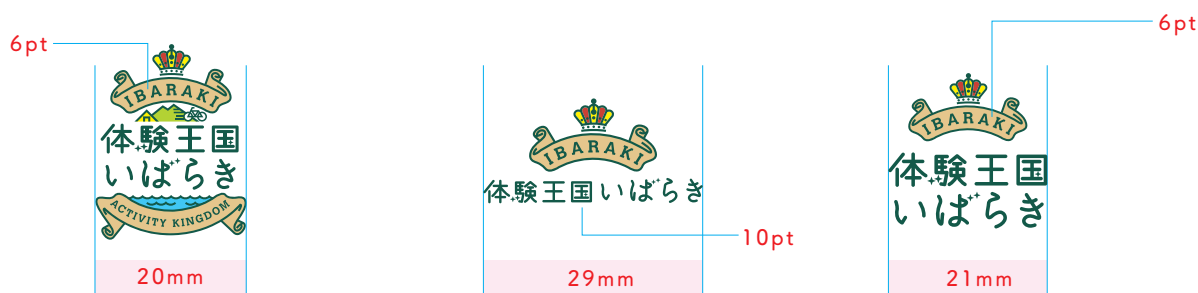 6pt
IBARAKI
体験王国
いばらき
ACTIVITY KINGDOM
20mm
IBARAKI
体験王国いばらき
10pt
29mm
6pt
IBARAKI
体験王国
いばらき
21mm